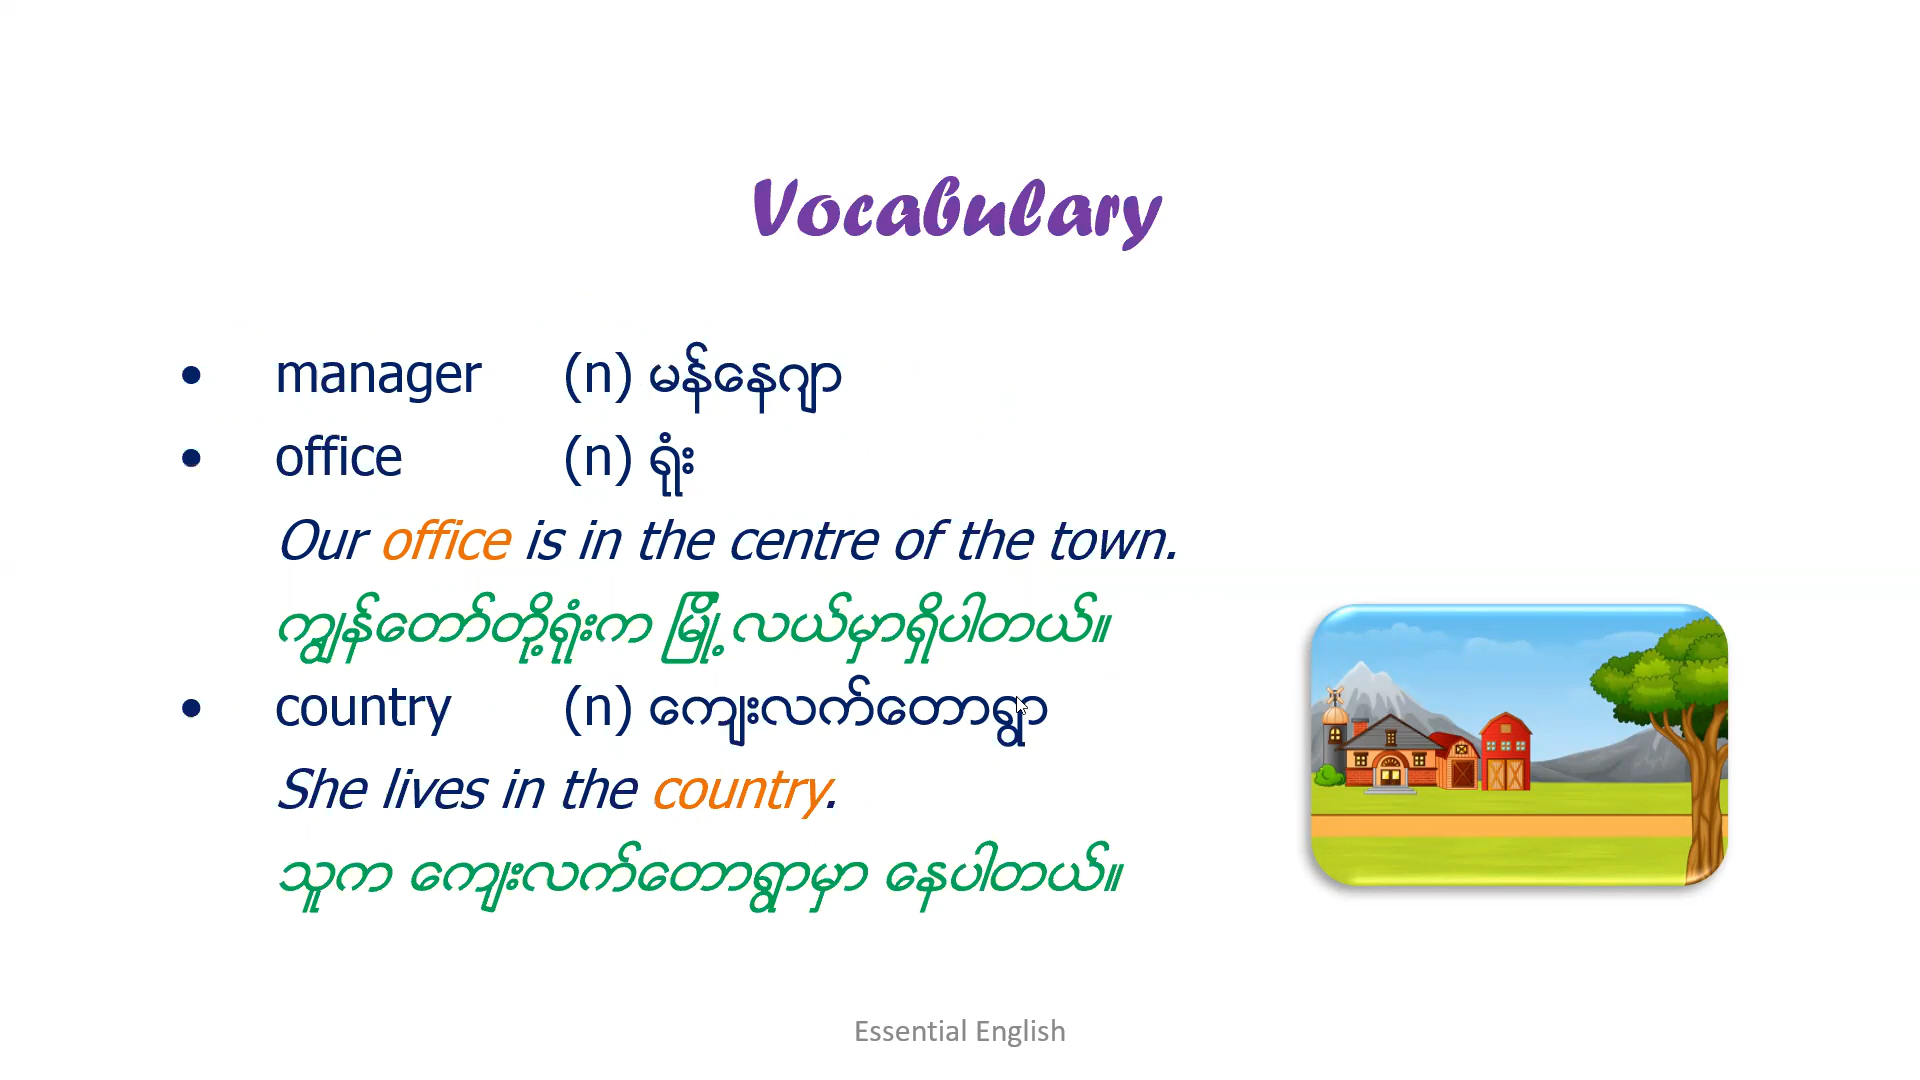 Vocabulary
• manager (n) မန်နေဂျာ
• office (n) ရုံး
Our office is in the centre of the town.
ကျွန်တော်တို့ရုံးက မြို့လယ်မှာရှိပါတယ်။
• country (n) ကျေးလက်တောရွာ
She lives in the country.
သူက ကျေးလက်တောရွာမှာ နေပါတယ်။
Essential English